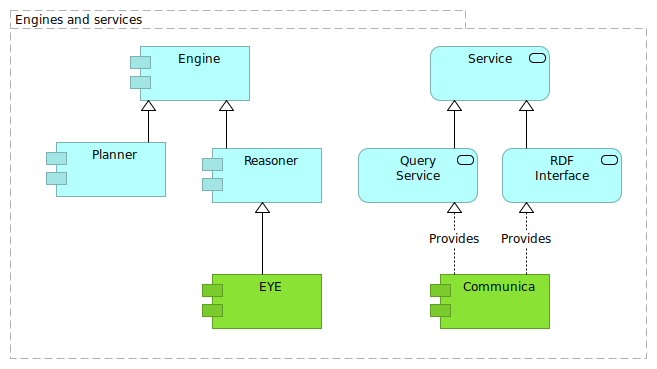 Engines and services
Engine
Service
Planner
Reasoner
Query
Service
RDF
Interface
Provides
Provides
EYE
Communica